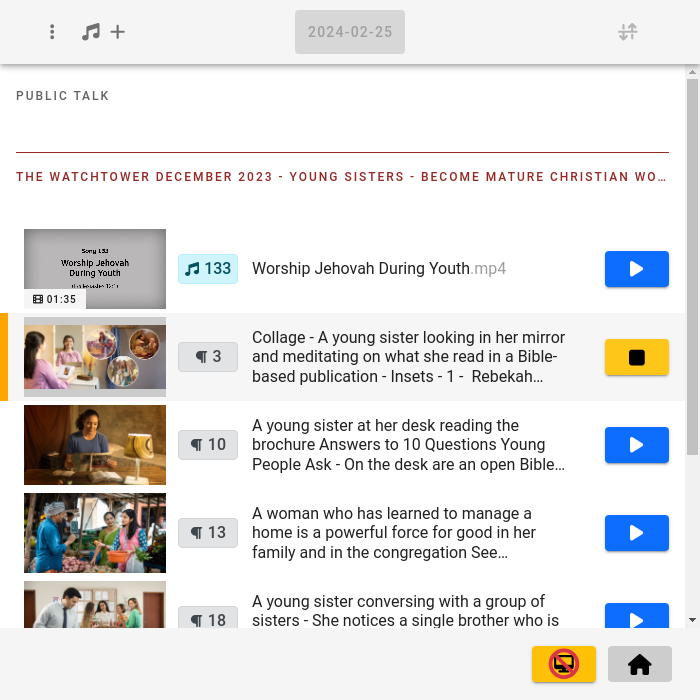 2024-02-25
PUBLIC TALK
THE WATCHTOWER DECEMBER 2023 - YOUNG SISTERS - BECOME MATURE CHRISTIAN WO…
Song 133
Worship Jehovah
During Youth
(Ecclesiastes 12:1)
01:35
133
Worship Jehovah During Youth.mp4
¶ 3
Collage - A young sister looking in her mirror
and meditating on what she read in a Bible-
based publication - Insets - 1 - Rebekah…
¶ 10
A young sister at her desk reading the
brochure Answers to 10 Questions Young
People Ask - On the desk are an open Bible…
¶ 13
A woman who has learned to manage a
home is a powerful force for good in her
family and in the congregation See…
¶ 18
A young sister conversing with a group of
sisters - She notices a single brother who is